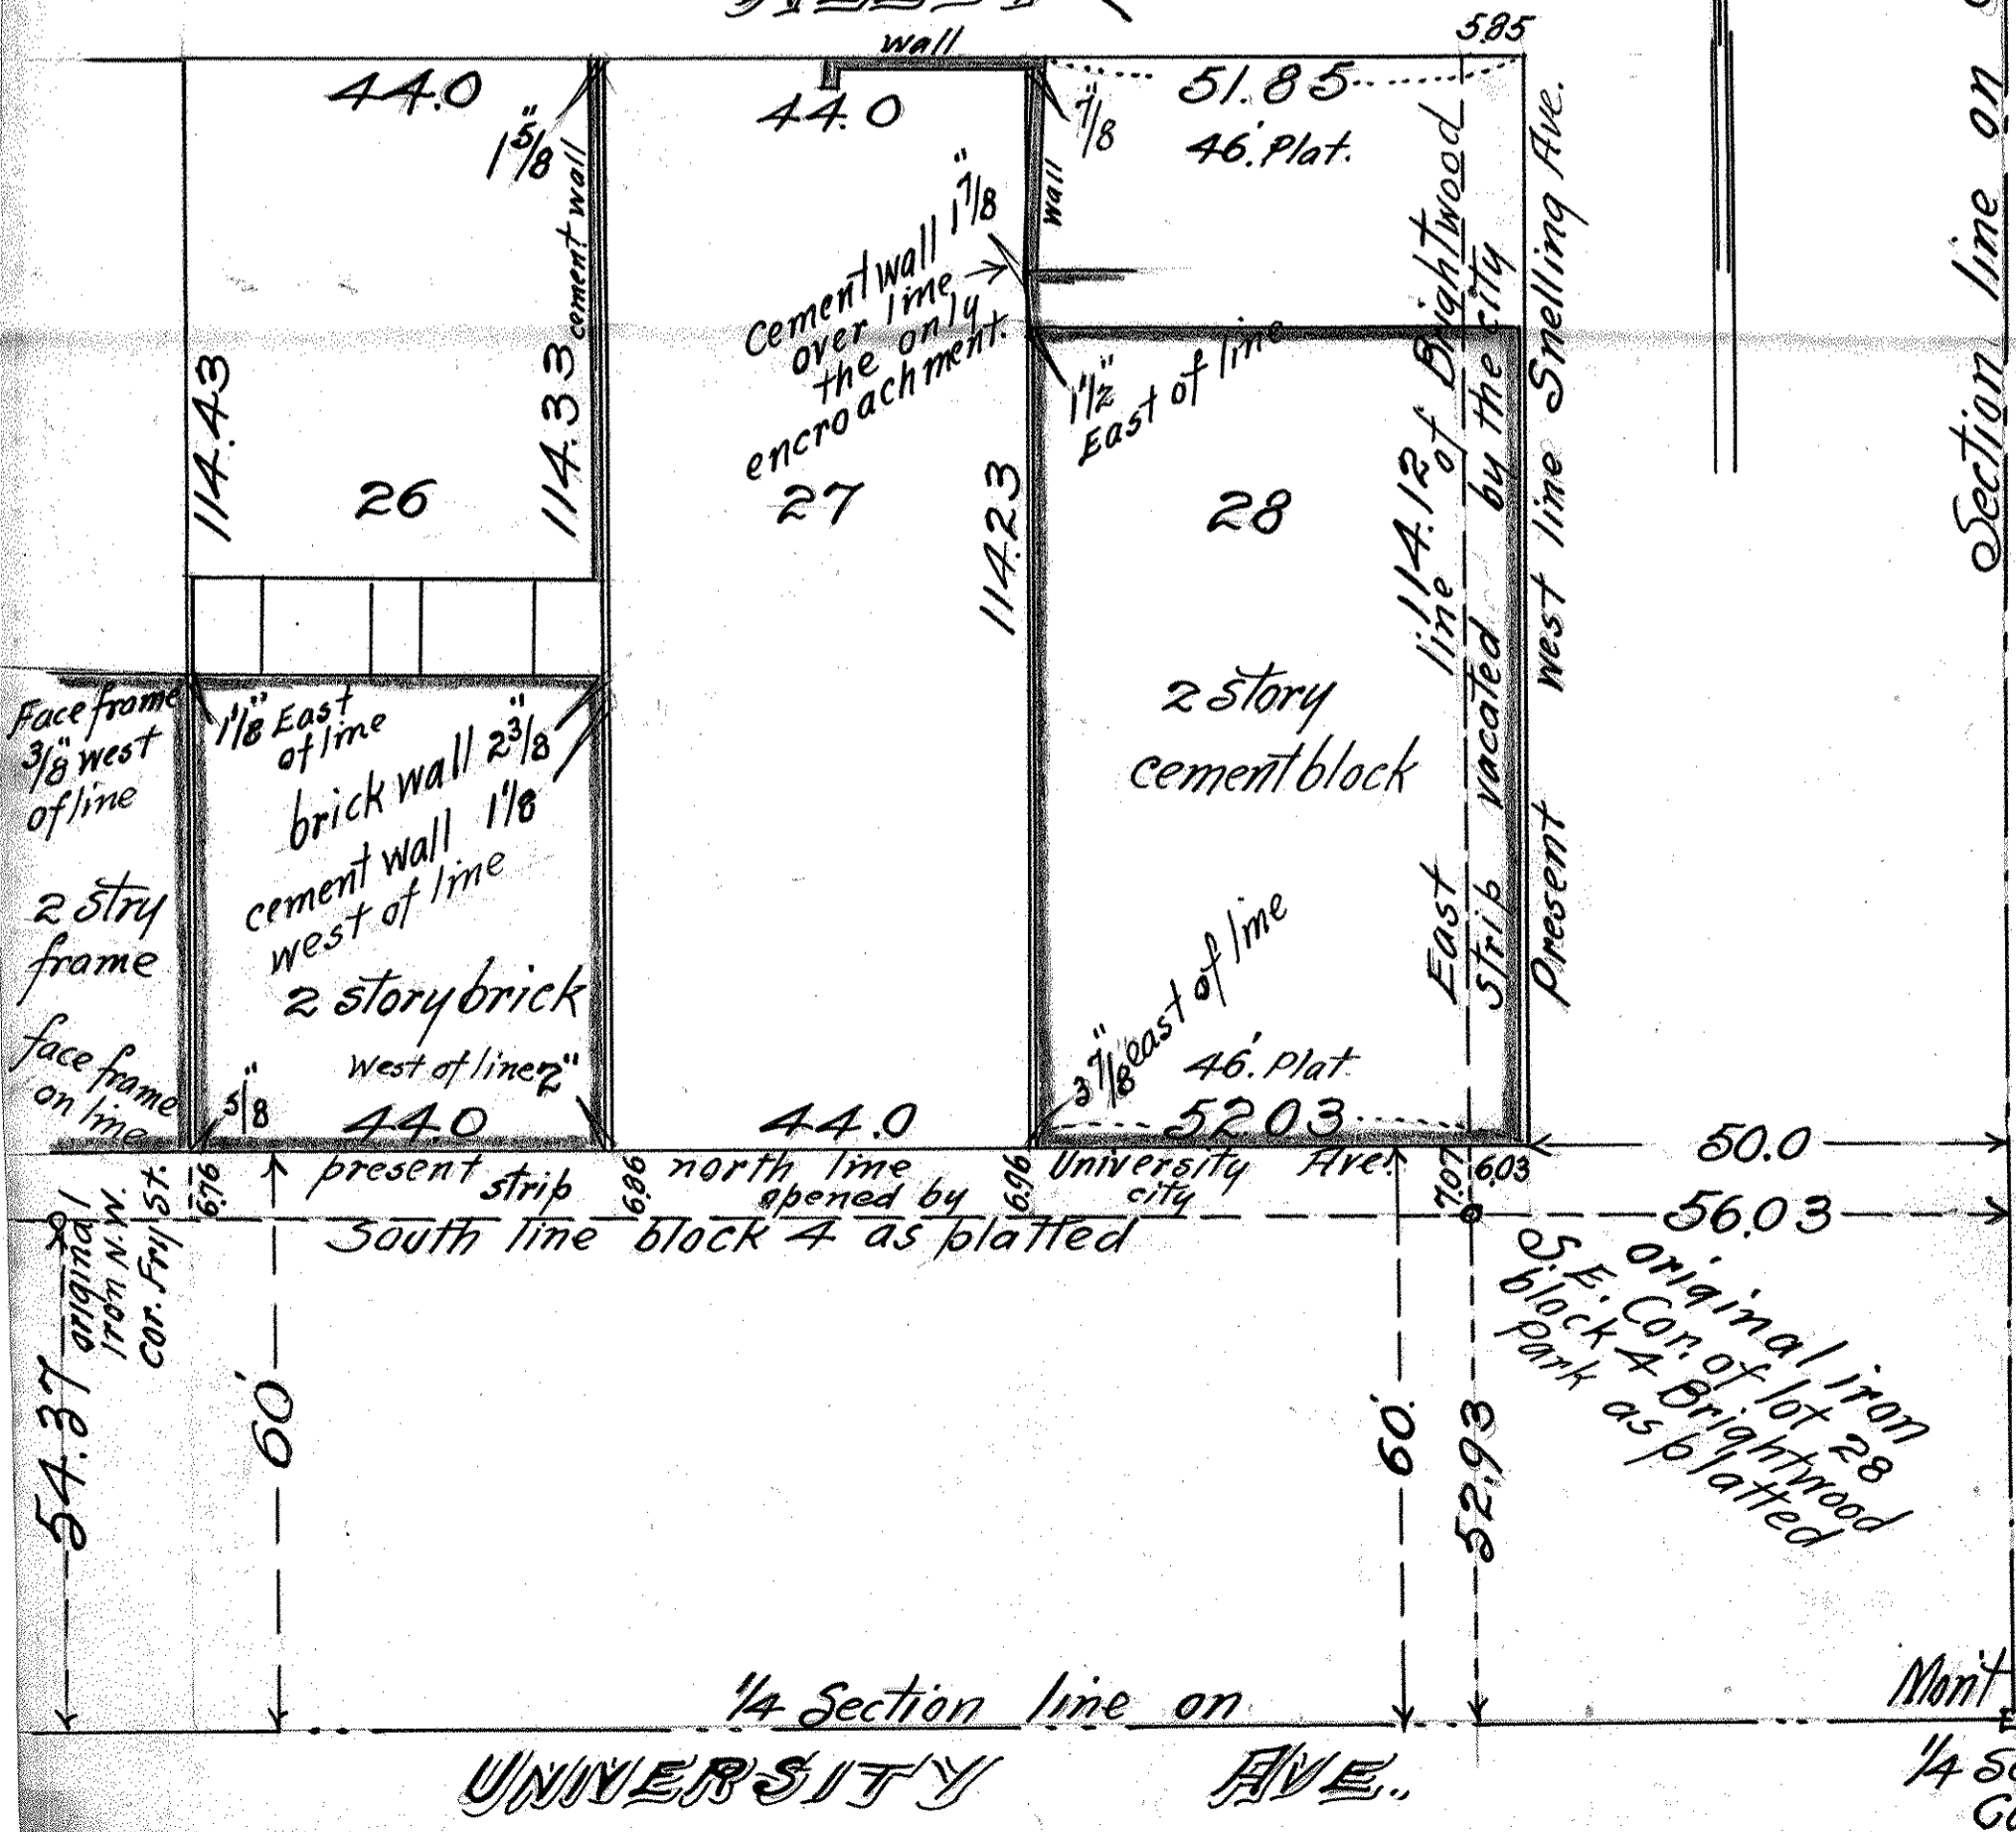 wall
5.85
44.0
44.0
51.85
46'. Plat.
1 5/8"
cement wall
7/8"
wall
Cement wall 1 7/8"
over line →
the only
encroachment.
1 1/2"
East of line
114.43
114.33
114.23
114.12
26
27
28
East line of Brightwood
Strip vacated by the city
Present west line Snelling Ave.
Section line on
Face frame
3/8" west
of line
2 Stry
frame
face frame
on line
1 1/8" East
of line
brick wall 2 3/8"
cement wall 1 1/8
west of line
2 story brick
West of line 2"
5/8"
44.0
44.0
2 story
cement block
3 7/8" east of line
46'. Plat
52.03
50.0
present north line University Ave.
strip opened by city
6.76
6.86
6.96
7.07
6.03
56.03
South line block 4 as platted
original
Iron N.W.
Cor. Fry St.
54.37
60'
60'.
52.93
original iron
S.E. Cor. of lot 28
block 4 Brightwood
Park as platted
1/4 Section line on
UNIVERSITY AVE.
Mon't
1/4